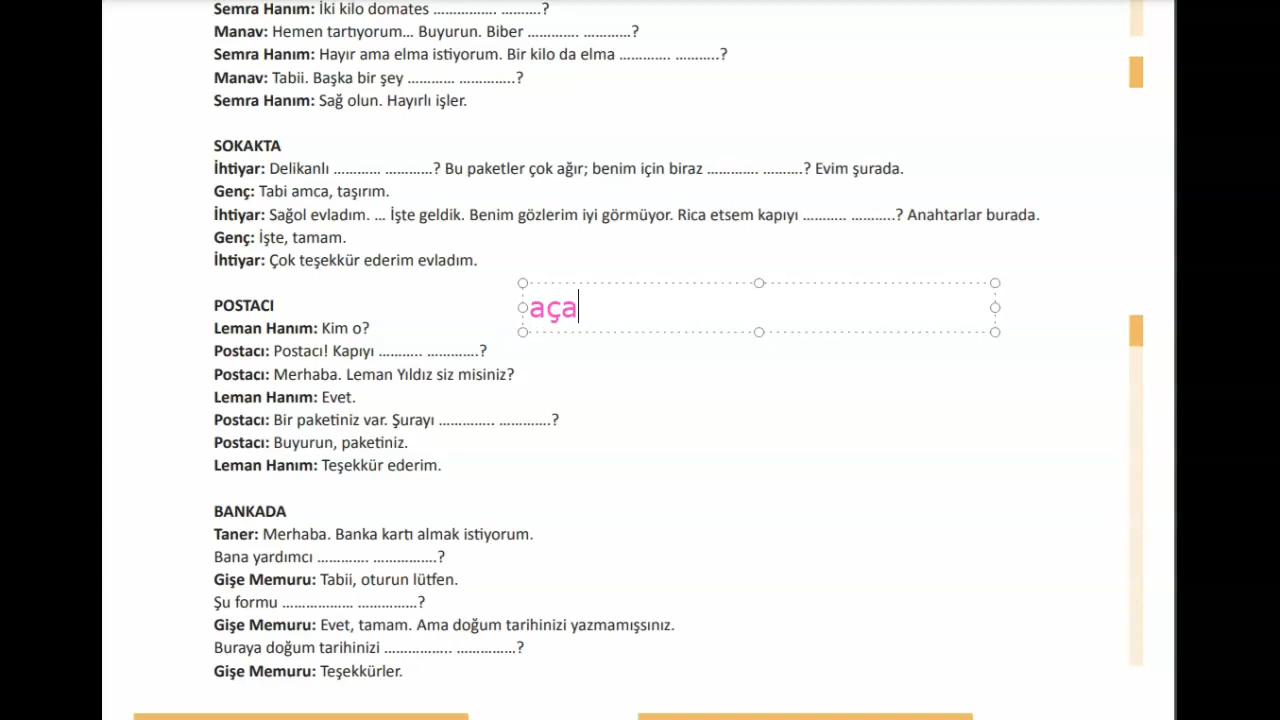 Semra Hanım: İki kilo domates ……………. ……….?
Manav: Hemen tartıyorum... Buyurun. Biber …………. …………?
Semra Hanım: Hayır ama elma istiyorum. Bir kilo da elma …………. ………..?
Manav: Tabii. Başka bir şey ………… …………..?
Semra Hanım: Sağ olun. Hayırlı işler.
SOKAKTA
İhtiyar: Delikanlı ………… …………? Bu paketler çok ağır; benim için biraz …………. ……….? Evim şurada.
Genç: Tabi amca, taşırım.
İhtiyar: Sağol evladım. ... İşte geldik. Benim gözlerim iyi görmüyor. Rica etsem kapıyı ……….. ………..? Anahtarlar burada.
Genç: İşte, tamam.
İhtiyar: Çok teşekkür ederim evladım.
aça
POSTACI
Leman Hanım: Kim o?
Postacı: Postacı! Kapıyı ……….. ………….?
Postacı: Merhaba. Leman Yıldız siz misiniz?
Leman Hanım: Evet.
Postacı: Bir paketiniz var. Şurayı ………….. ………….?
Postacı: Buyurun, paketiniz.
Leman Hanım: Teşekkür ederim.
BANKADA
Taner: Merhaba. Banka kartı almak istiyorum.
Bana yardımcı …………. …………….?
Gişe Memuru: Tabii, oturun lütfen.
Şu formu ……………… ……………?
Gişe Memuru: Evet, tamam. Ama doğum tarihinizi yazmamışsınız.
Buraya doğum tarihinizi …………….. ……………?
Gişe Memuru: Teşekkürler.